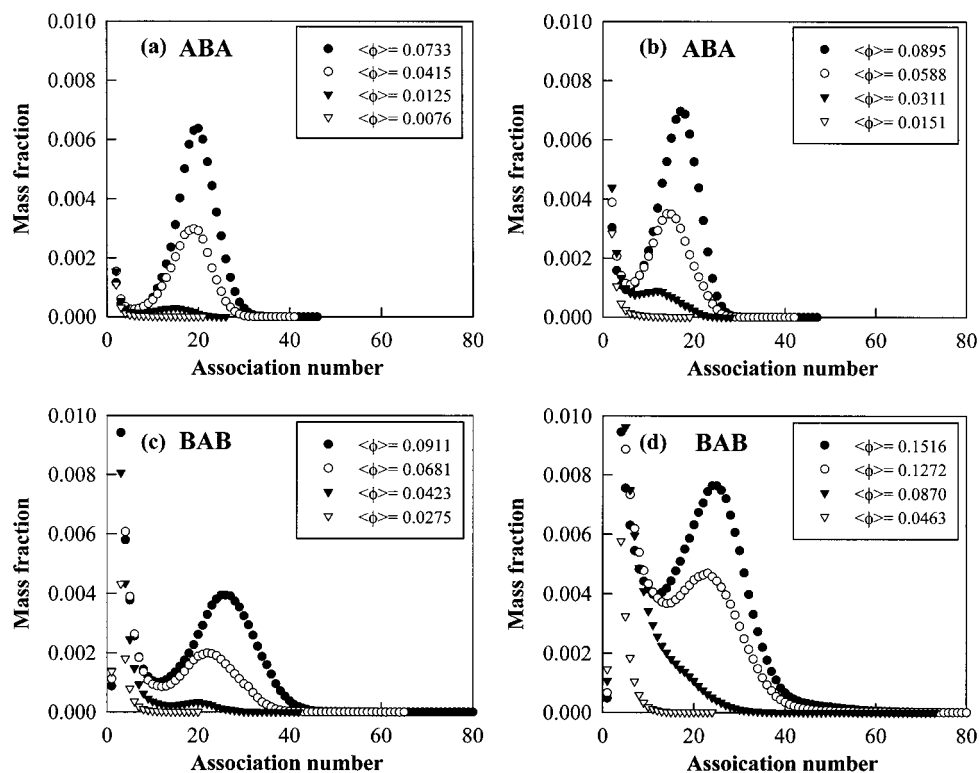 (a) ABA
<ϕ>= 0.0733
<ϕ>= 0.0415
<ϕ>= 0.0125
<ϕ>= 0.0076
Mass fraction
0.010
0.008
0.006
0.004
0.002
0.000
0 20 40 60 80
Association number
(b) ABA
<ϕ>= 0.0895
<ϕ>= 0.0588
<ϕ>= 0.0311
<ϕ>= 0.0151
Mass fraction
0.010
0.008
0.006
0.004
0.002
0.000
0 20 40 60 80
Association number
(c) BAB
<ϕ>= 0.0911
<ϕ>= 0.0681
<ϕ>= 0.0423
<ϕ>= 0.0275
Mass fraction
0.010
0.008
0.006
0.004
0.002
0.000
0 20 40 60 80
Association number
(d) BAB
<ϕ>= 0.1516
<ϕ>= 0.1272
<ϕ>= 0.0870
<ϕ>= 0.0463
Mass fraction
0.010
0.008
0.006
0.004
0.002
0.000
0 20 40 60 80
Assoication number